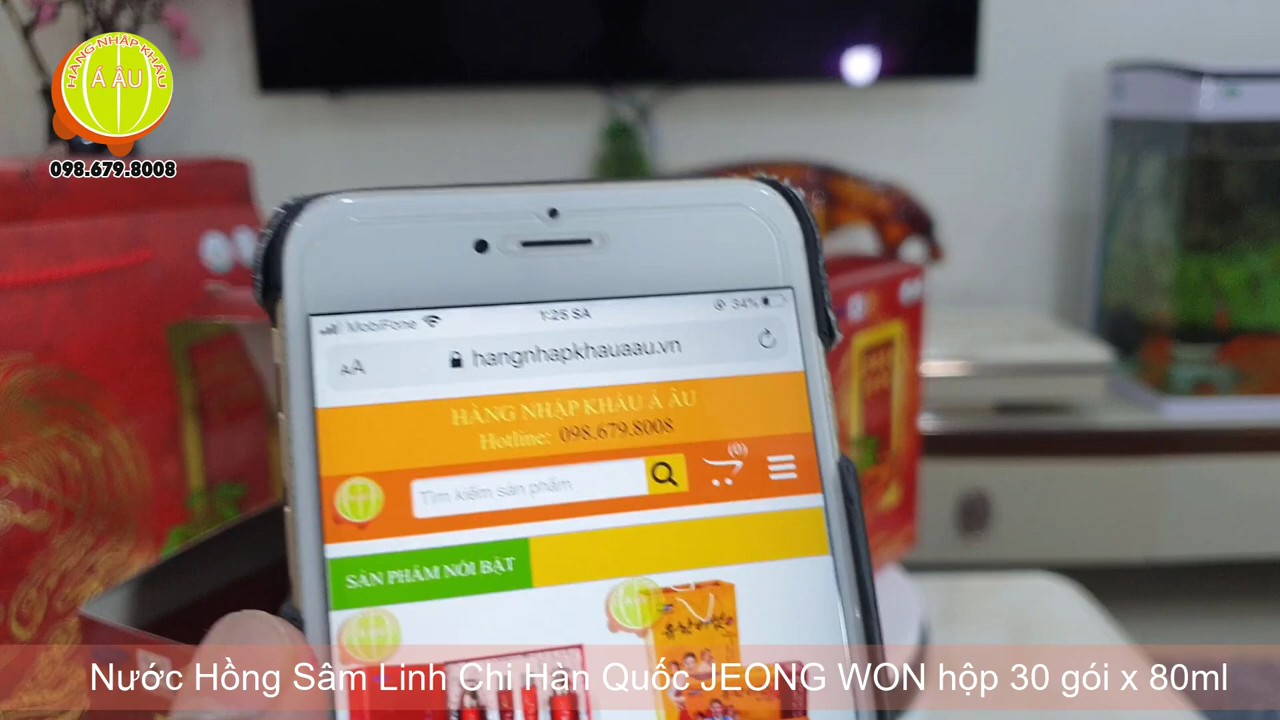 HÀNG NHẬP KHẨU
Á ÂU
098.679.8008
MobiFone
1:25 SA
34%
AA
hangnhapkhauaau.vn
HÀNG NHẬP KHẨU Á ÂU
Hotline: 098.679.8008
Tìm kiếm sản phẩm
(0)
SẢN PHẨM NỔI BẬT
Nước Hồng Sâm Linh Chi Hàn Quốc JEONG WON hộp 30 gói x 80ml